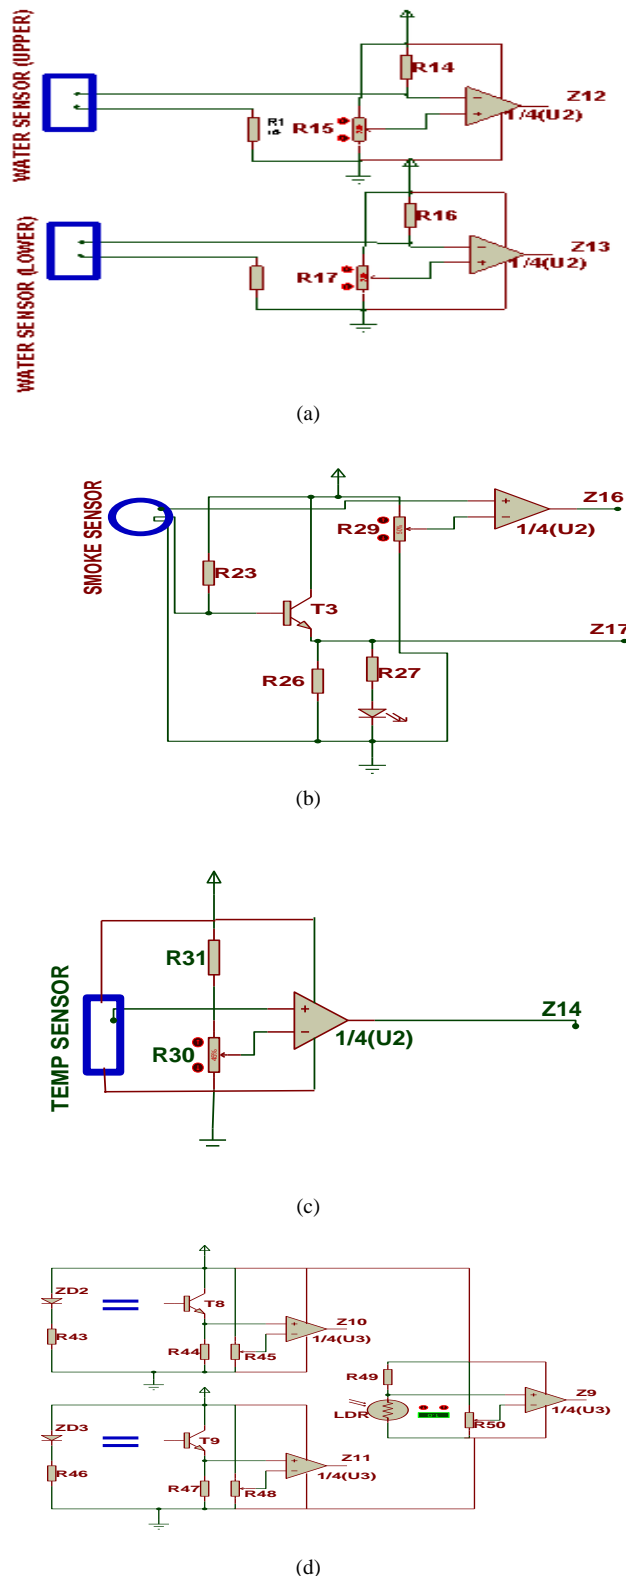 WATER SENSOR (UPPER)
R14
Z12
R1
R15
1/4(U2)
WATER SENSOR (LOWER)
R16
Z13
R17
1/4(U2)
(a)
SMOKE SENSOR
Z16
R29
50%
1/4(U2)
R23
T3
Z17
R26
R27
(b)
TEMP SENSOR
R31
Z14
R30
48%
1/4(U2)
(c)
ZD2
T8
Z10
R43
R44
R45
1/4(U3)
R49
Z9
LDR
R50
1/4(U3)
ZD3
T9
Z11
R46
R47
R48
1/4(U3)
(d)